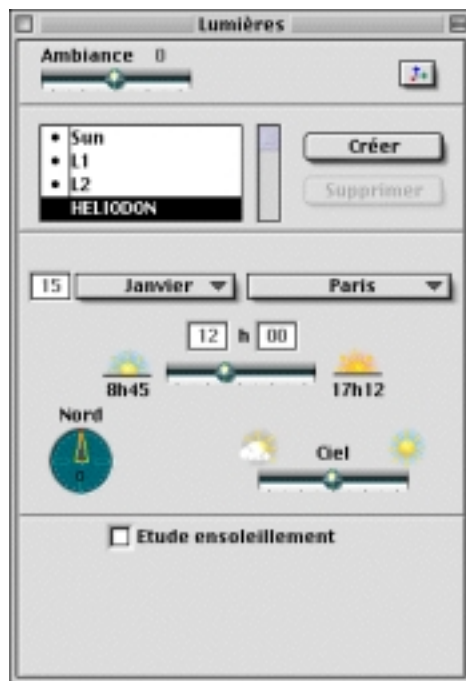 Lumières
Ambiance 0
Sun
L1
L2
HELIODON
Créer
Supprimer
15 Janvier Paris
12 h 00
8h45 17h12
Nord
0
Ciel
Etude ensoleillement